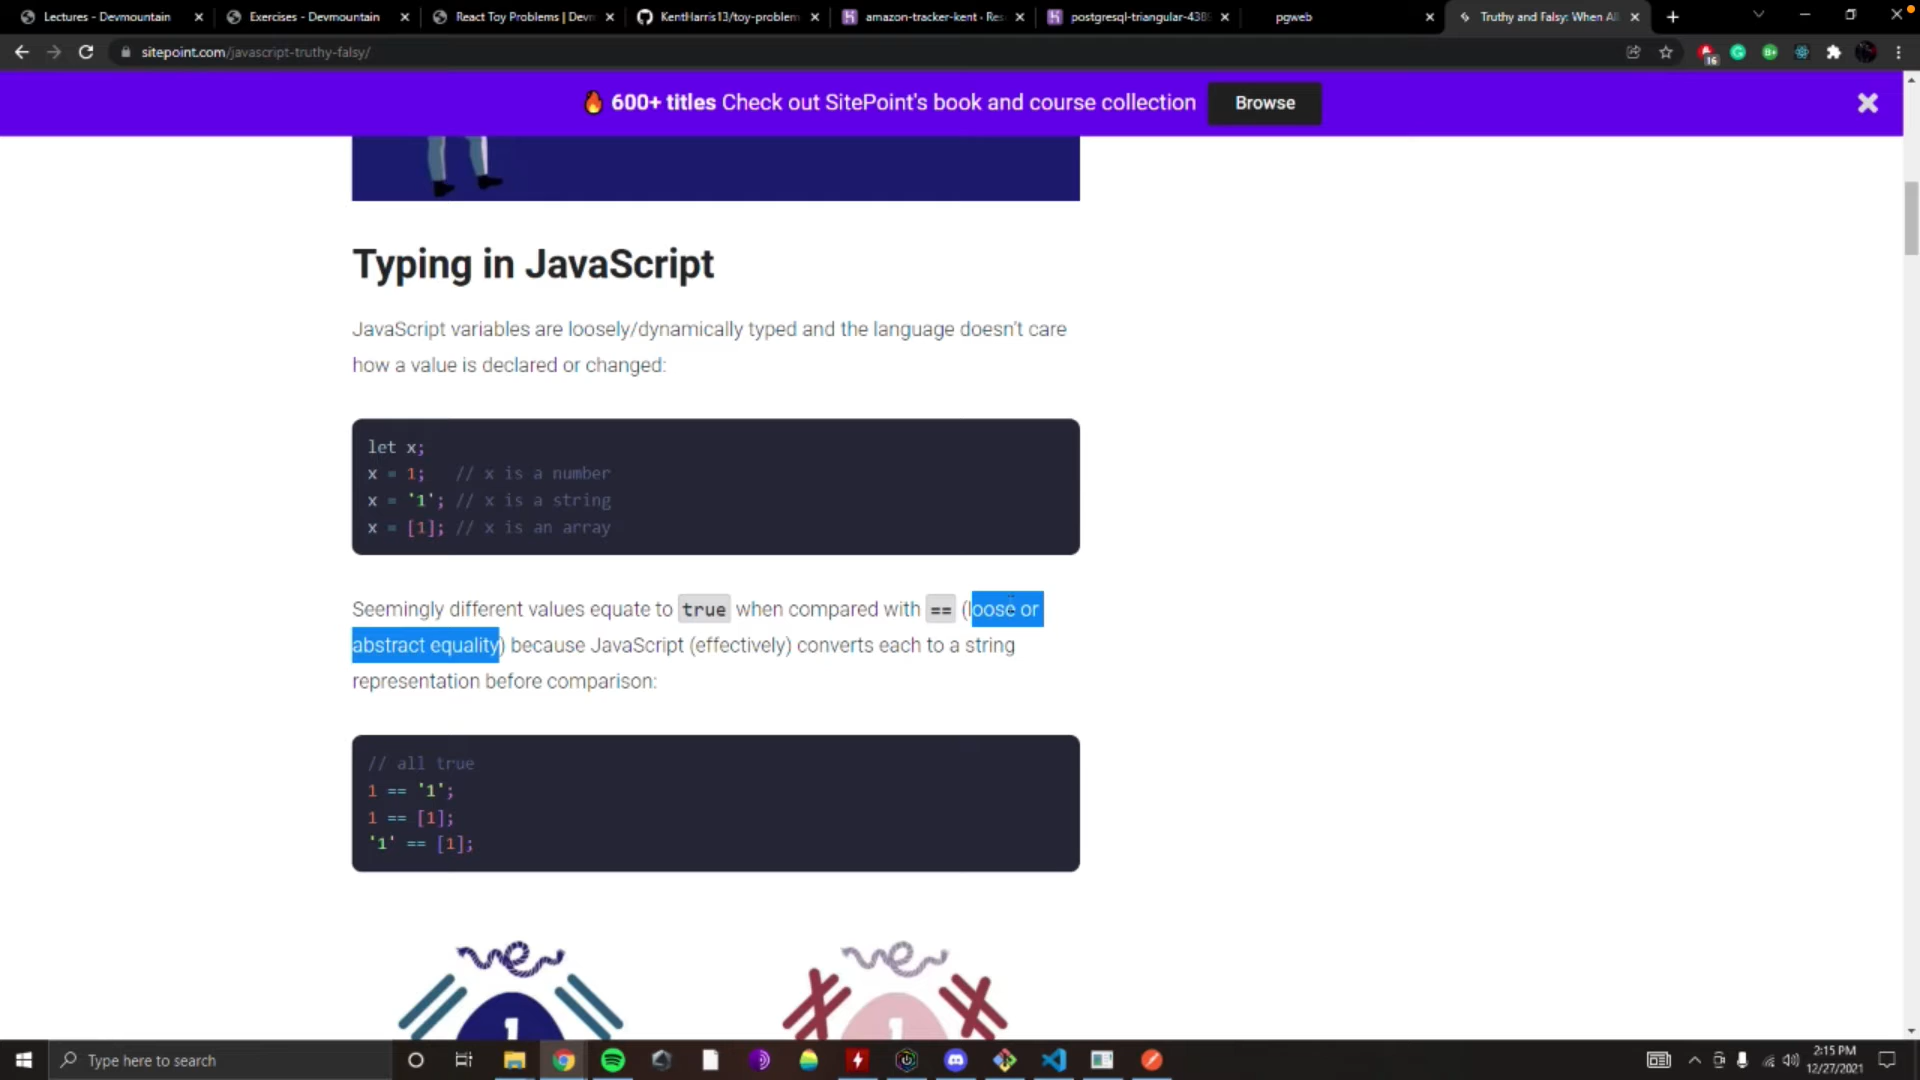 Lectures - Devmountain
Exercises - Devmountain
React Toy Problems | Devm
KentHarris13/toy-problem
amazon-tracker-kent · Res
postgresql-triangular-438
pgweb
Truthy and Falsy: When All
sitepoint.com/javascript-truthy-falsy/
16
600+ titles Check out SitePoint's book and course collection
Browse
Typing in JavaScript
JavaScript variables are loosely/dynamically typed and the language doesn't care
how a value is declared or changed:
let x;
x = 1;   // x is a number
x = '1'; // x is a string
x = [1]; // x is an array
Seemingly different values equate to true when compared with == (loose or
abstract equality) because JavaScript (effectively) converts each to a string
representation before comparison:
// all true
1 == '1';
1 == [1];
'1' == [1];
1
1
Type here to search
2:15 PM
12/27/2021